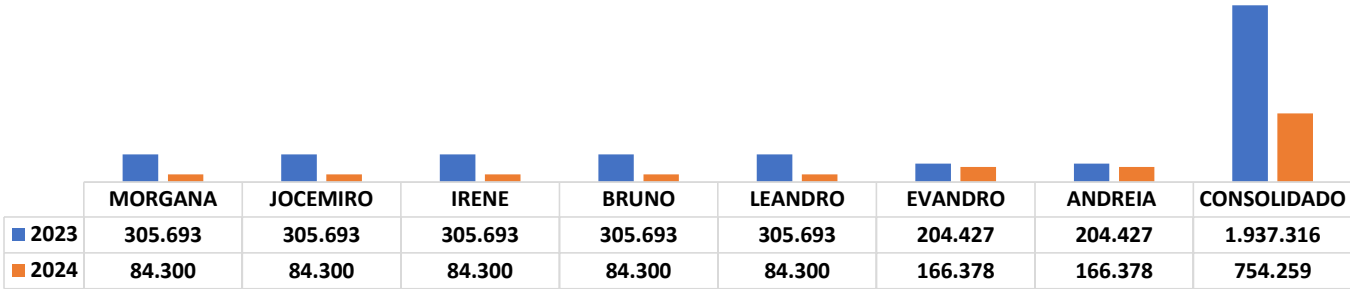 MORGANA JOCEMIRO IRENE BRUNO LEANDRO EVANDRO ANDREIA CONSOLIDADO
2023 305.693 305.693 305.693 305.693 305.693 204.427 204.427 1.937.316
2024 84.300 84.300 84.300 84.300 84.300 166.378 166.378 754.259